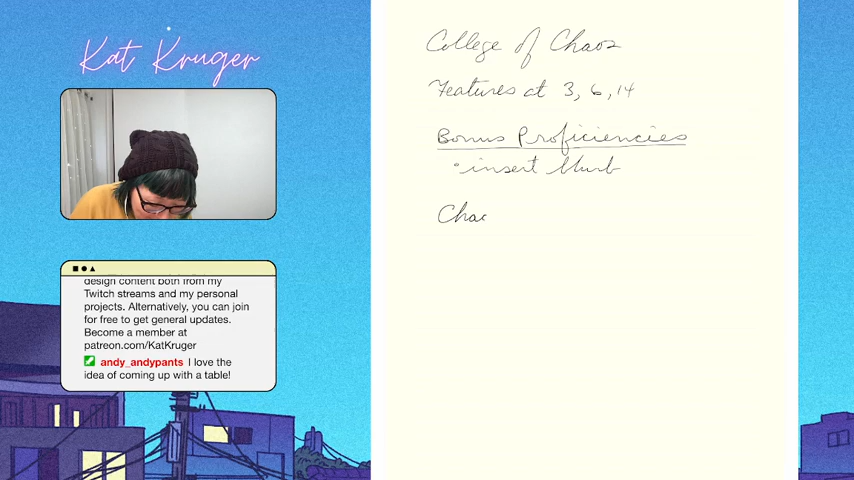 Kat Kruger
design content both from my
Twitch streams and my personal
projects. Alternatively, you can join
for free to get general updates.
Become a member at
patreon.com/KatKruger
andy_andypants I love the
idea of coming up with a table!
College of Chaos
Features at 3, 6, 14
Bonus Proficiencies
• insert blurb
Chao